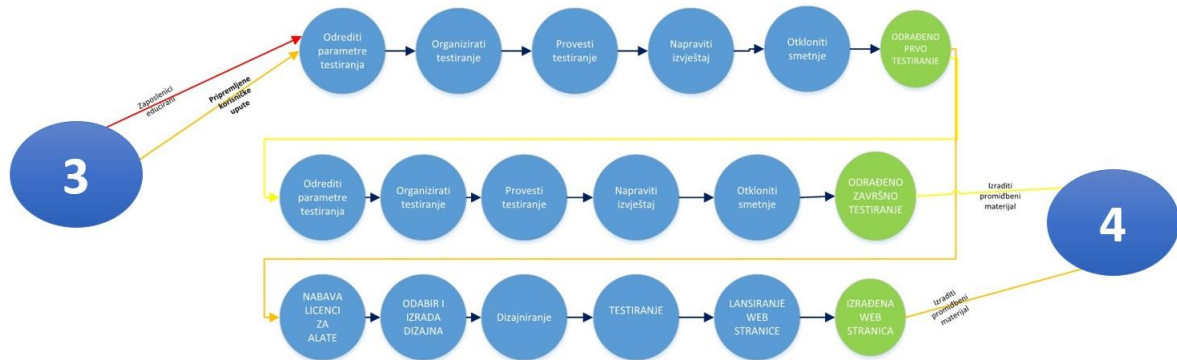 3
Zaposlenici
educirani
Pripremljene
korisničke
upute
Odrediti
parametre
testiranja
Organizirati
testiranje
Provesti
testiranje
Napraviti
izvještaj
Otkloniti
smetnje
ODRAĐENO
PRVO
TESTIRANJE
Odrediti
parametre
testiranja
Organizirati
testiranje
Provesti
testiranje
Napraviti
izvještaj
Otkloniti
smetnje
ODRAĐENO
ZAVRŠNO
TESTIRANJE
Izraditi
promiđbeni
materijal
4
NABAVA
LICENCI
ZA
ALATE
ODABIR I
IZRADA
DIZAJNA
Dizajniranje
TESTIRANJE
LANSIRANJE
WEB
STRANICE
IZRAĐENA
WEB
STRANICA
Izraditi
promiđbeni
materijal